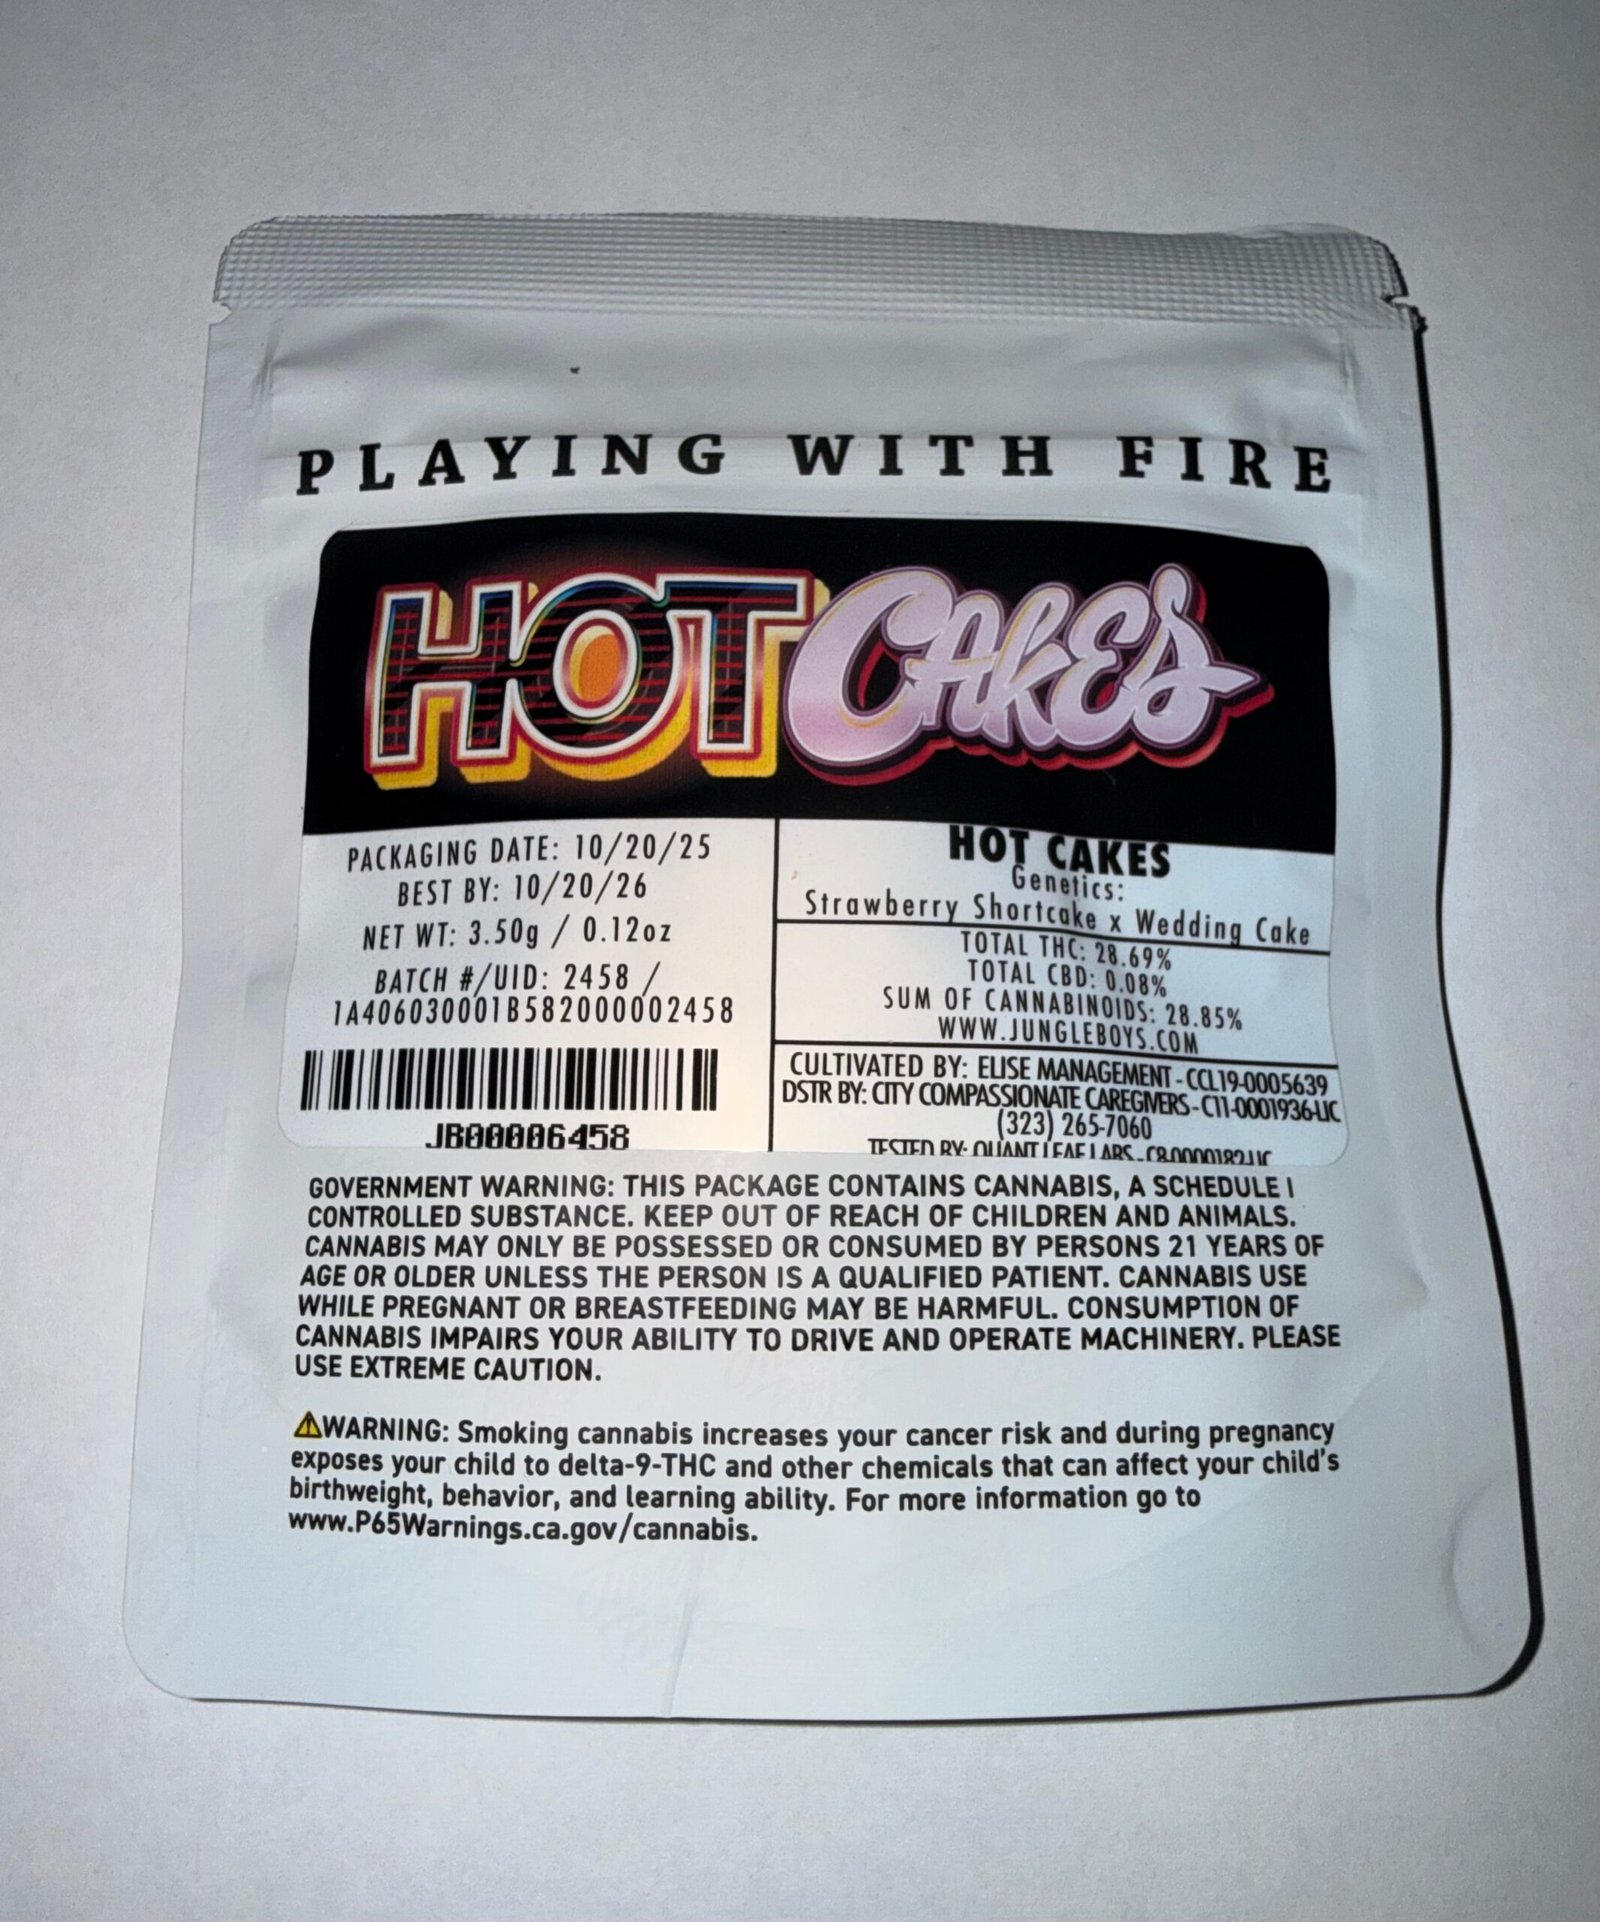 PLAYING WITH FIRE
HOT CAKES
PACKAGING DATE: 10/20/25
BEST BY: 10/20/26
NET WT: 3.50g / 0.12oz
BATCH #/UID: 2458 /
1A406030001B582000002458
JB00006458
HOT CAKES
Genetics:
Strawberry Shortcake x Wedding Cake
TOTAL THC: 28.69%
TOTAL CBD: 0.08%
SUM OF CANNABINOIDS: 28.85%
WWW.JUNGLEBOYS.COM
CULTIVATED BY: ELISE MANAGEMENT - CCL19-0005639
DSTR BY: CITY COMPASSIONATE CAREGIVERS - C11-0001936-LIC
(323) 265-7060
TESTED BY: QUANT LEAF LABS - C8-0000182-LIC
GOVERNMENT WARNING: THIS PACKAGE CONTAINS CANNABIS, A SCHEDULE I
CONTROLLED SUBSTANCE. KEEP OUT OF REACH OF CHILDREN AND ANIMALS.
CANNABIS MAY ONLY BE POSSESSED OR CONSUMED BY PERSONS 21 YEARS OF
AGE OR OLDER UNLESS THE PERSON IS A QUALIFIED PATIENT. CANNABIS USE
WHILE PREGNANT OR BREASTFEEDING MAY BE HARMFUL. CONSUMPTION OF
CANNABIS IMPAIRS YOUR ABILITY TO DRIVE AND OPERATE MACHINERY. PLEASE
USE EXTREME CAUTION.
WARNING: Smoking cannabis increases your cancer risk and during pregnancy
exposes your child to delta-9-THC and other chemicals that can affect your child's
birthweight, behavior, and learning ability. For more information go to
www.P65Warnings.ca.gov/cannabis.